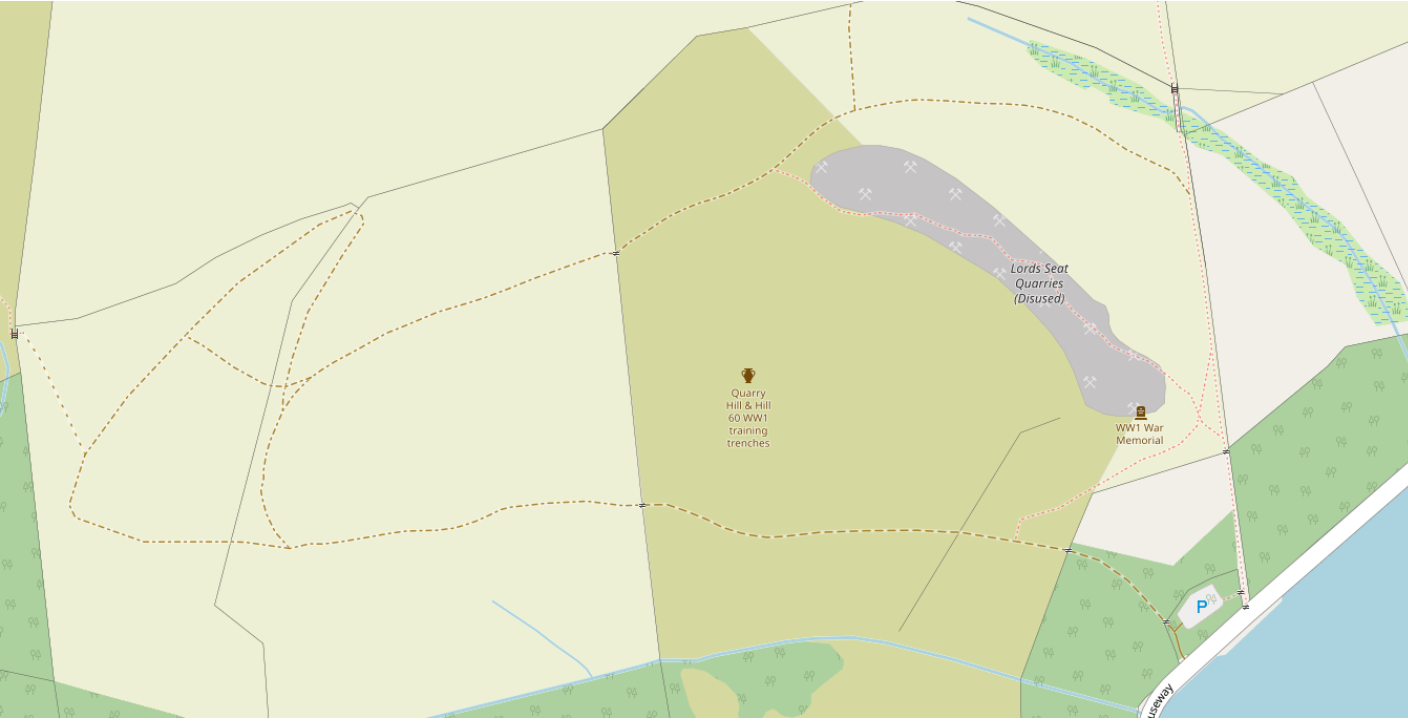 Lords Seat
Quarries
(Disused)
Quarry
Hill & Hill
60 WW1
training
trenches
WW1 War
Memorial
P
useway